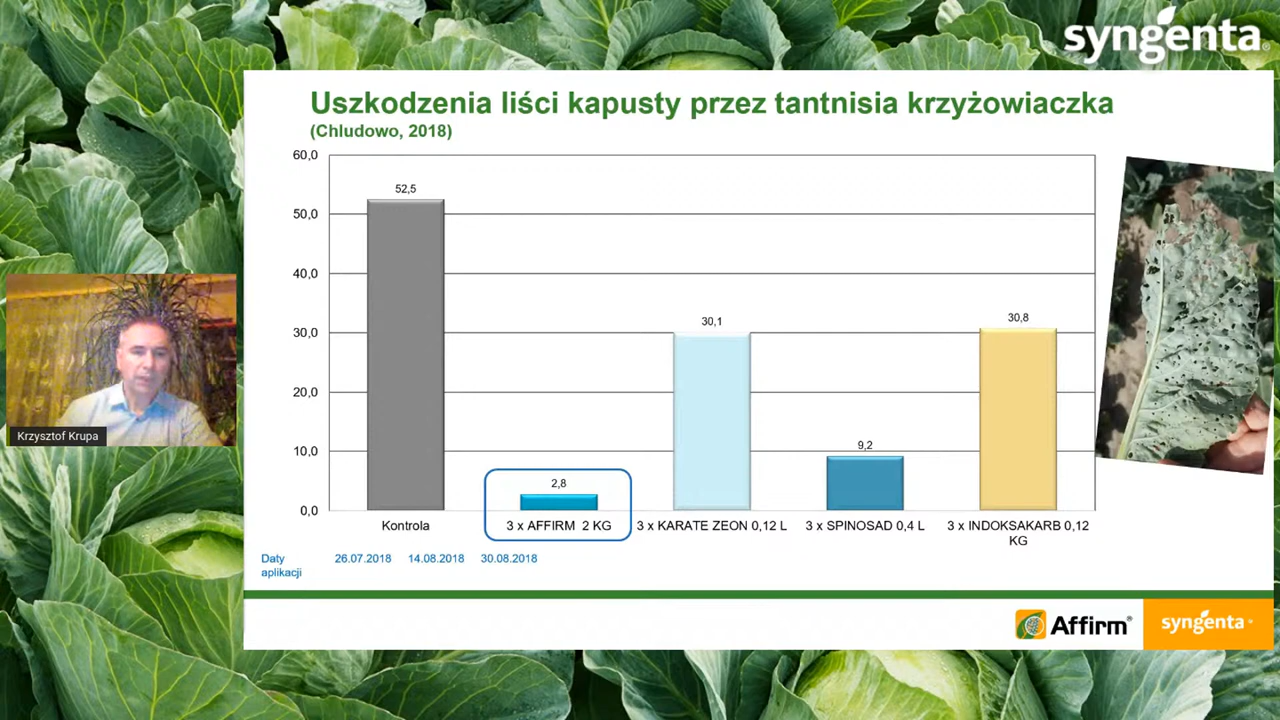 syngenta
Uszkodzenia liści kapusty przez tantnisia krzyżowiaczka
(Chludowo, 2018)
60,0
50,0
40,0
30,0
20,0
10,0
0,0
52,5
2,8
30,1
9,2
30,8
Kontrola
3 x AFFIRM 2 KG
3 x KARATE ZEON 0,12 L
3 x SPINOSAD 0,4 L
3 x INDOKSAKARB 0,12
KG
Daty
aplikacji
26.07.2018 14.08.2018 30.08.2018
Krzysztof Krupa
Affirm®
syngenta